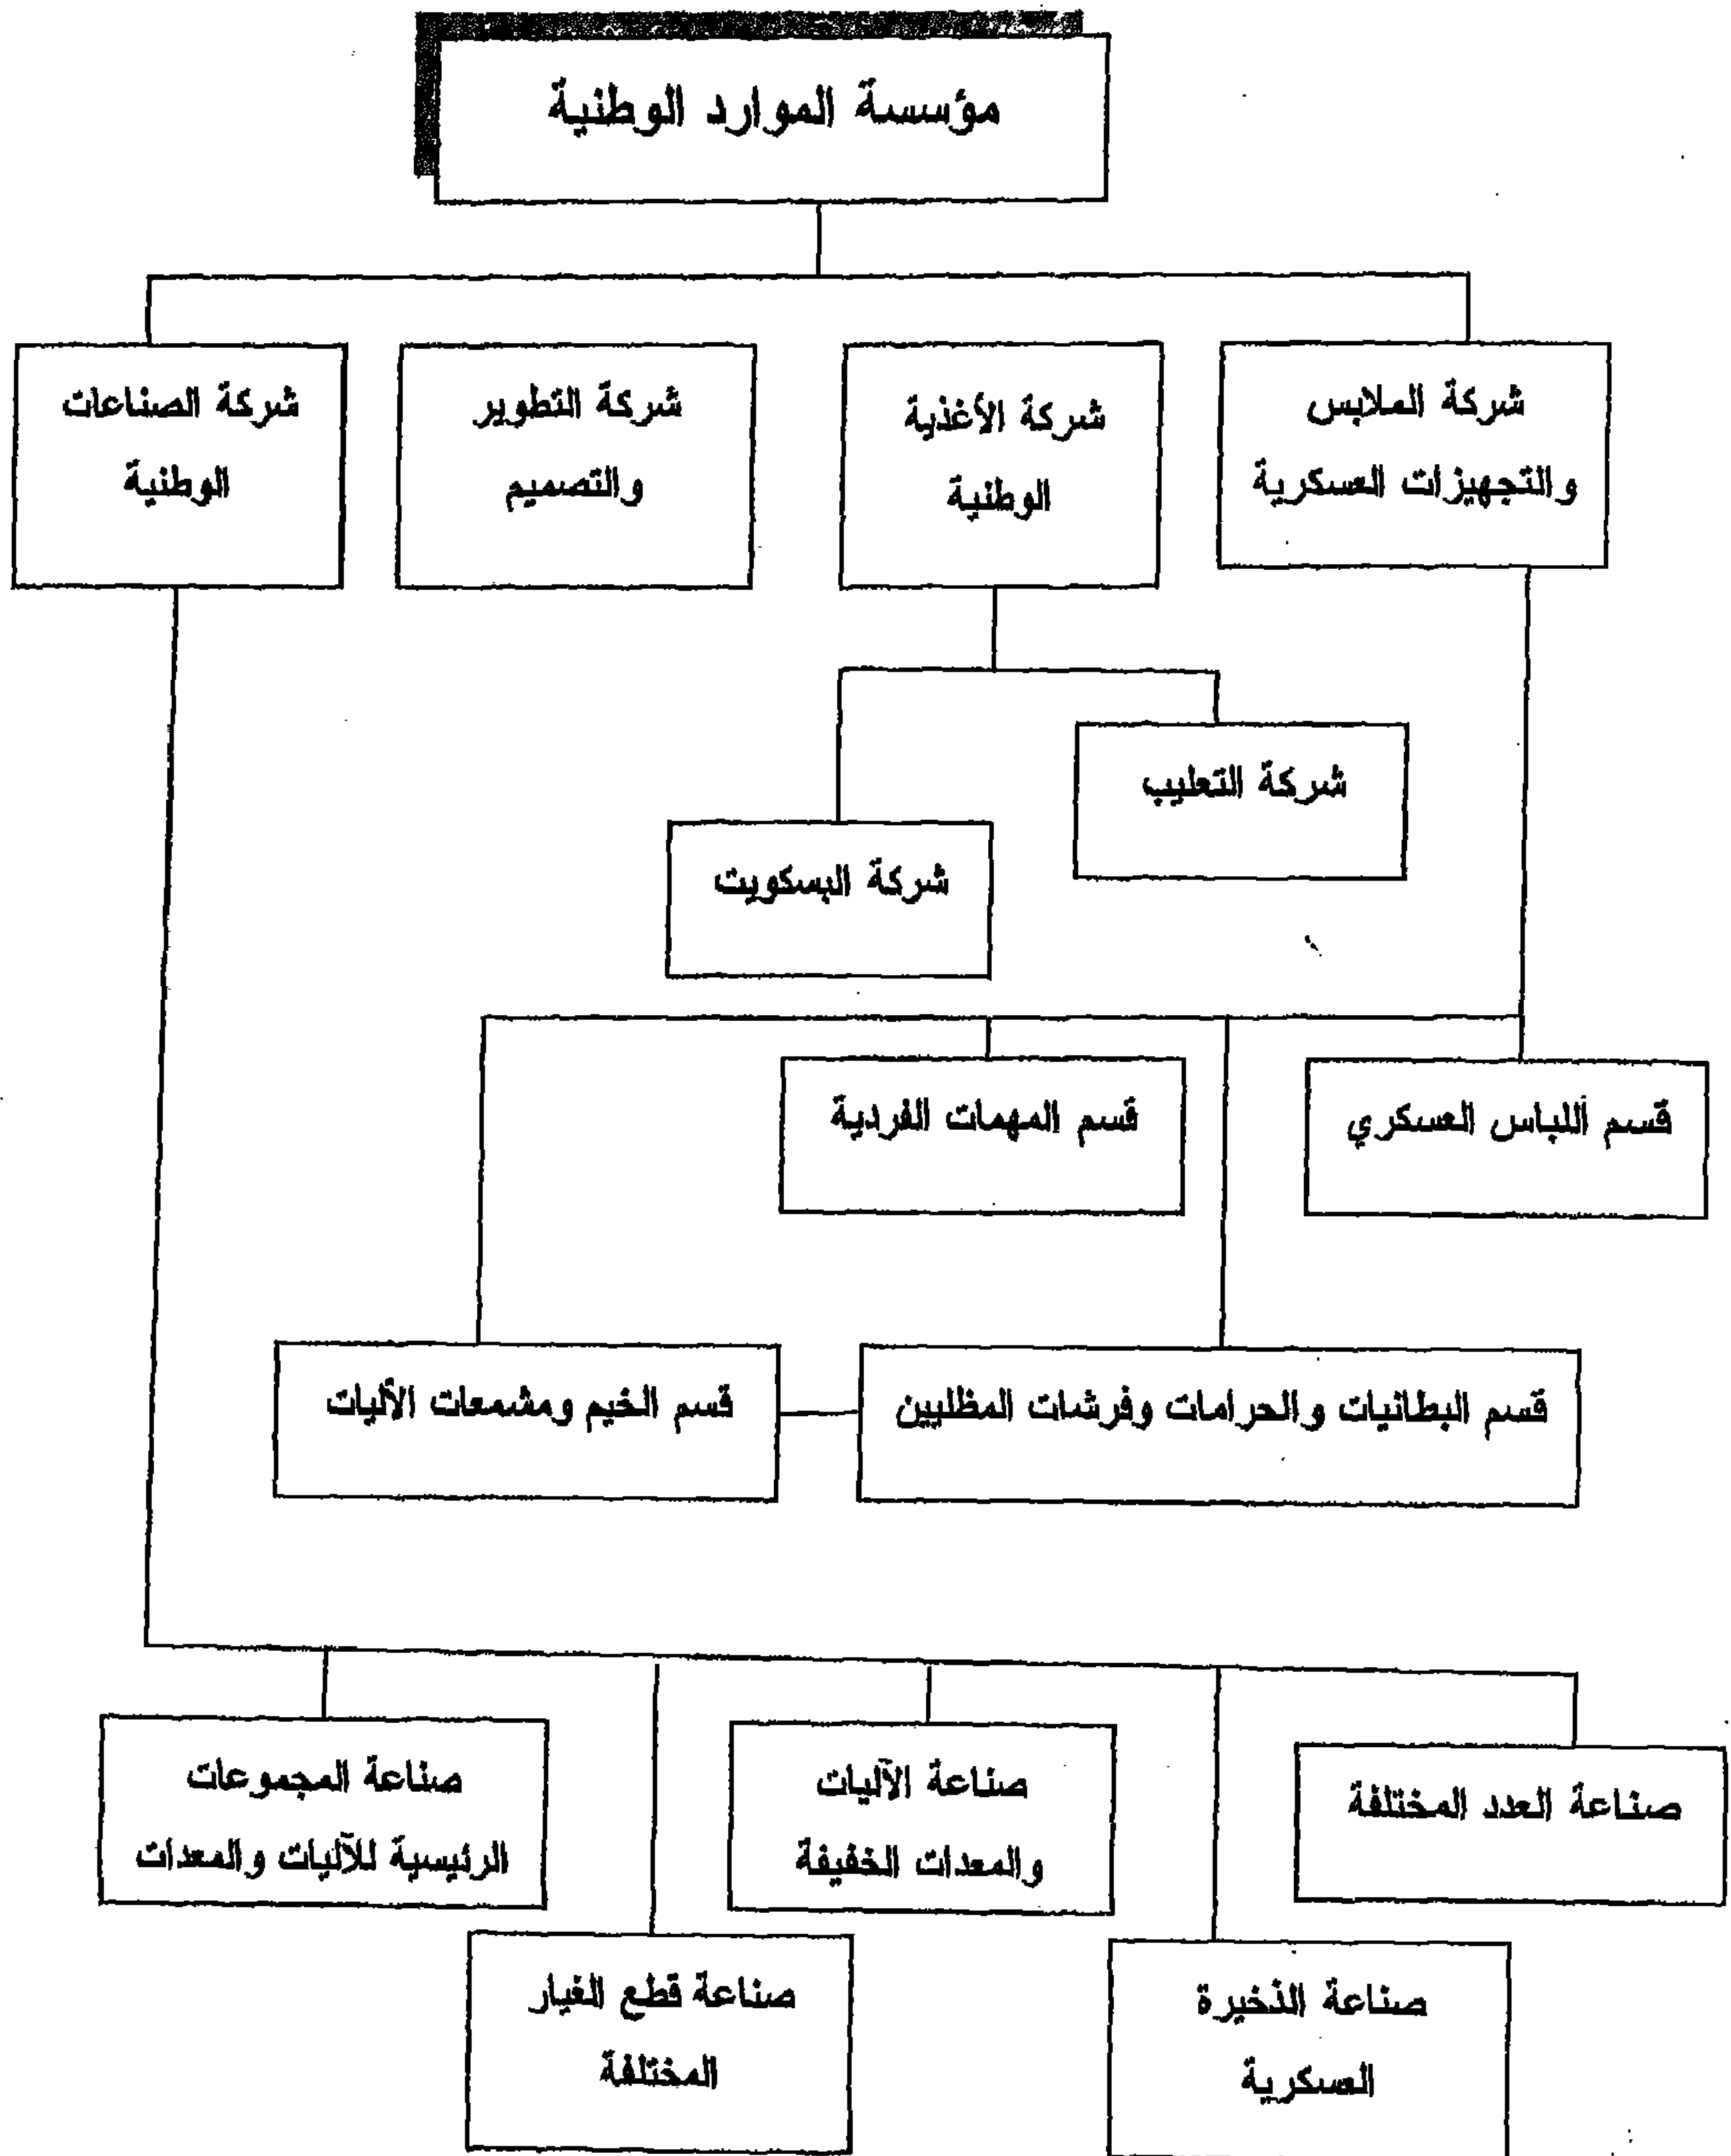 مؤسسة الموارد الوطنية
شركة الملابس
والتجهيزات العسكرية
شركة الأغذية
الوطنية
شركة التطوير
والتصميم
شركة الصناعات
الوطنية
شركة التعليب
شركة البسكويت
قسم أللباس العسكري
قسم المهمات الفردية
قسم البطانيات والحرامات وفرشات المظليين
قسم الخيم ومشمعات الأليات
صناعة العدد المختلفة
صناعة الآليات
والمعدات الخفيفة
صناعة المجموعات
الرئيسية للآليات والمعدات
صناعة الذخيرة
العسكرية
صناعة قطع الغيار
المختلفة